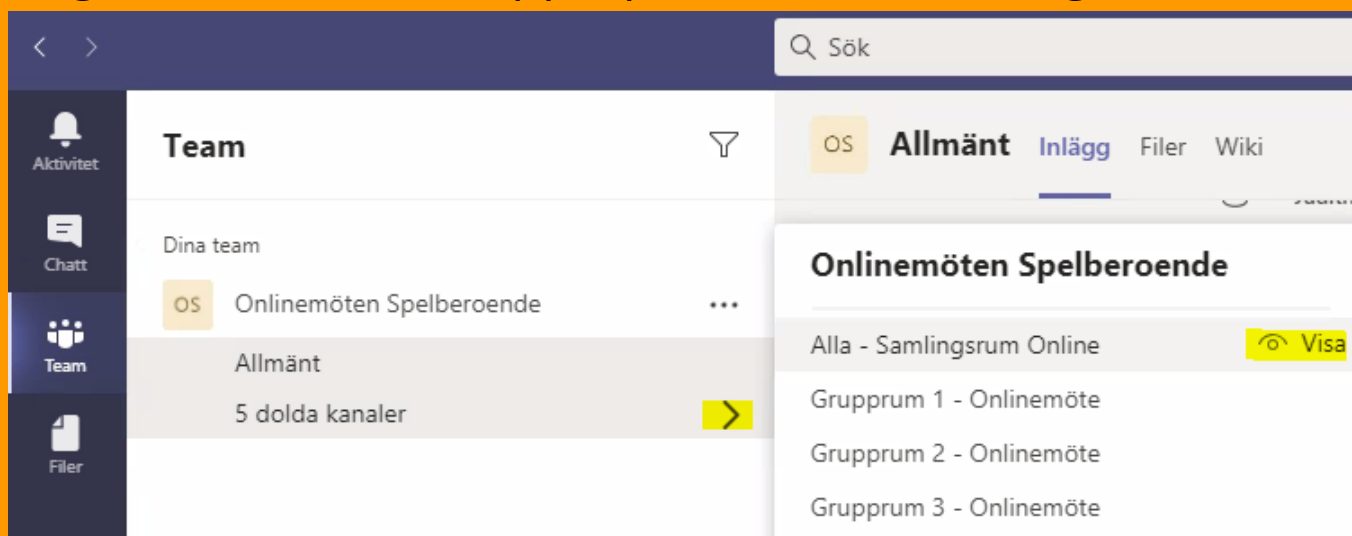 Sök
Aktivitet
Chatt
Team
Filer
Team
Dina team
OS Onlinemöten Spelberoende ...
Allmänt
5 dolda kanaler
OS Allmänt Inlägg Filer Wiki
Onlinemöten Spelberoende
Alla - Samlingsrum Online Visa
Grupprum 1 - Onlinemöte
Grupprum 2 - Onlinemöte
Grupprum 3 - Onlinemöte